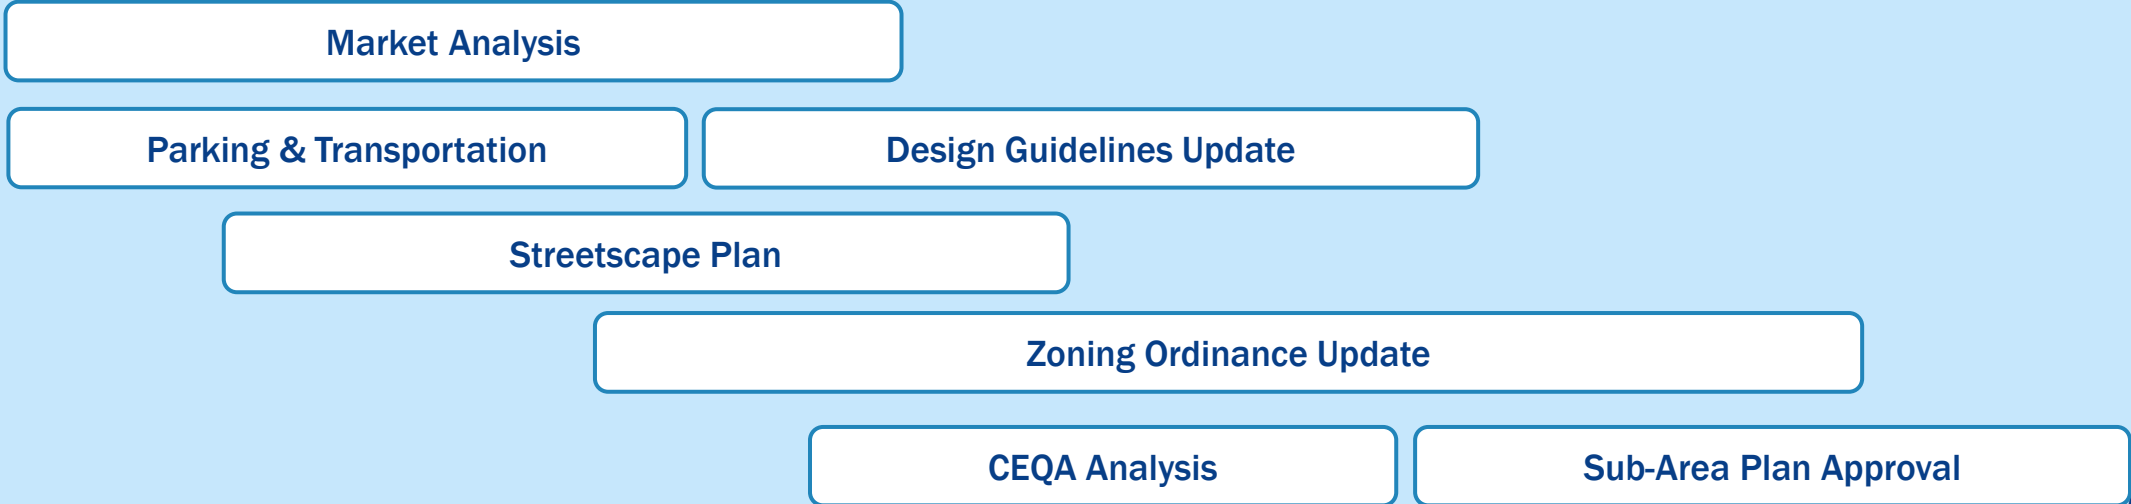 Market Analysis
Parking & Transportation
Design Guidelines Update
Streetscape Plan
Zoning Ordinance Update
CEQA Analysis
Sub-Area Plan Approval